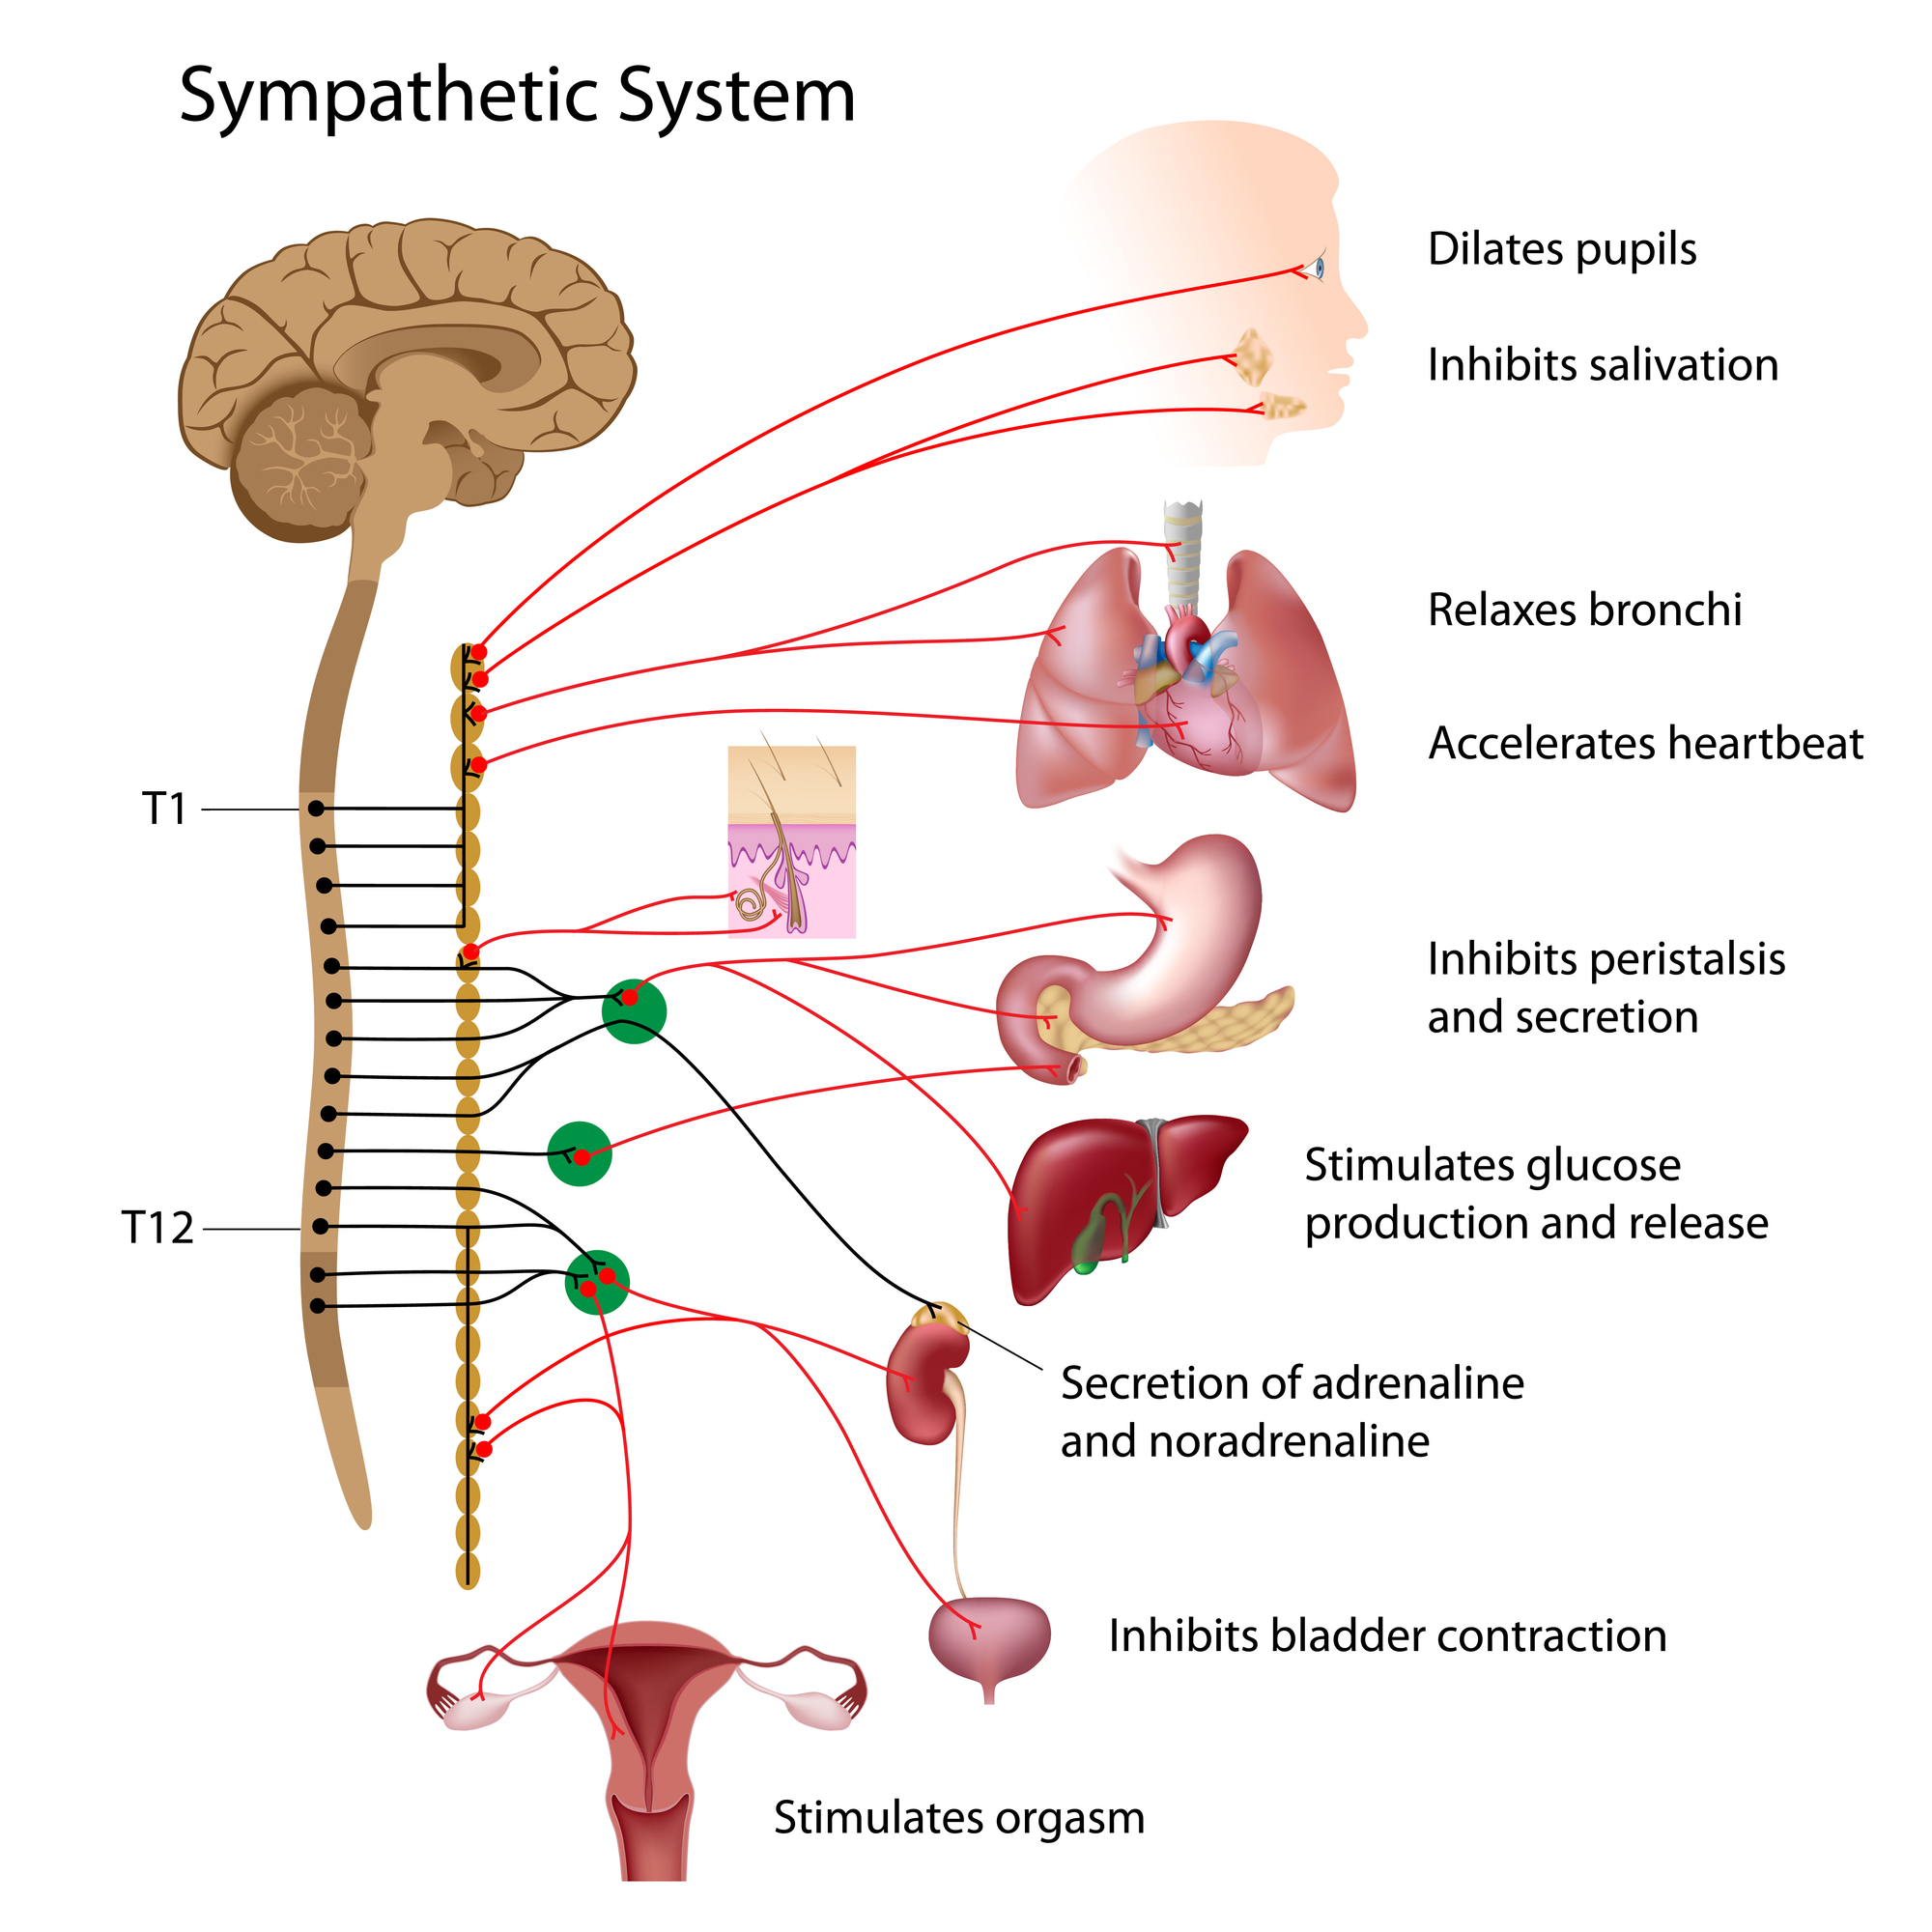 Sympathetic System
Dilates pupils
Inhibits salivation
Relaxes bronchi
Accelerates heartbeat
T1
Inhibits peristalsis
and secretion
Stimulates glucose
production and release
T12
Secretion of adrenaline
and noradrenaline
Inhibits bladder contraction
Stimulates orgasm